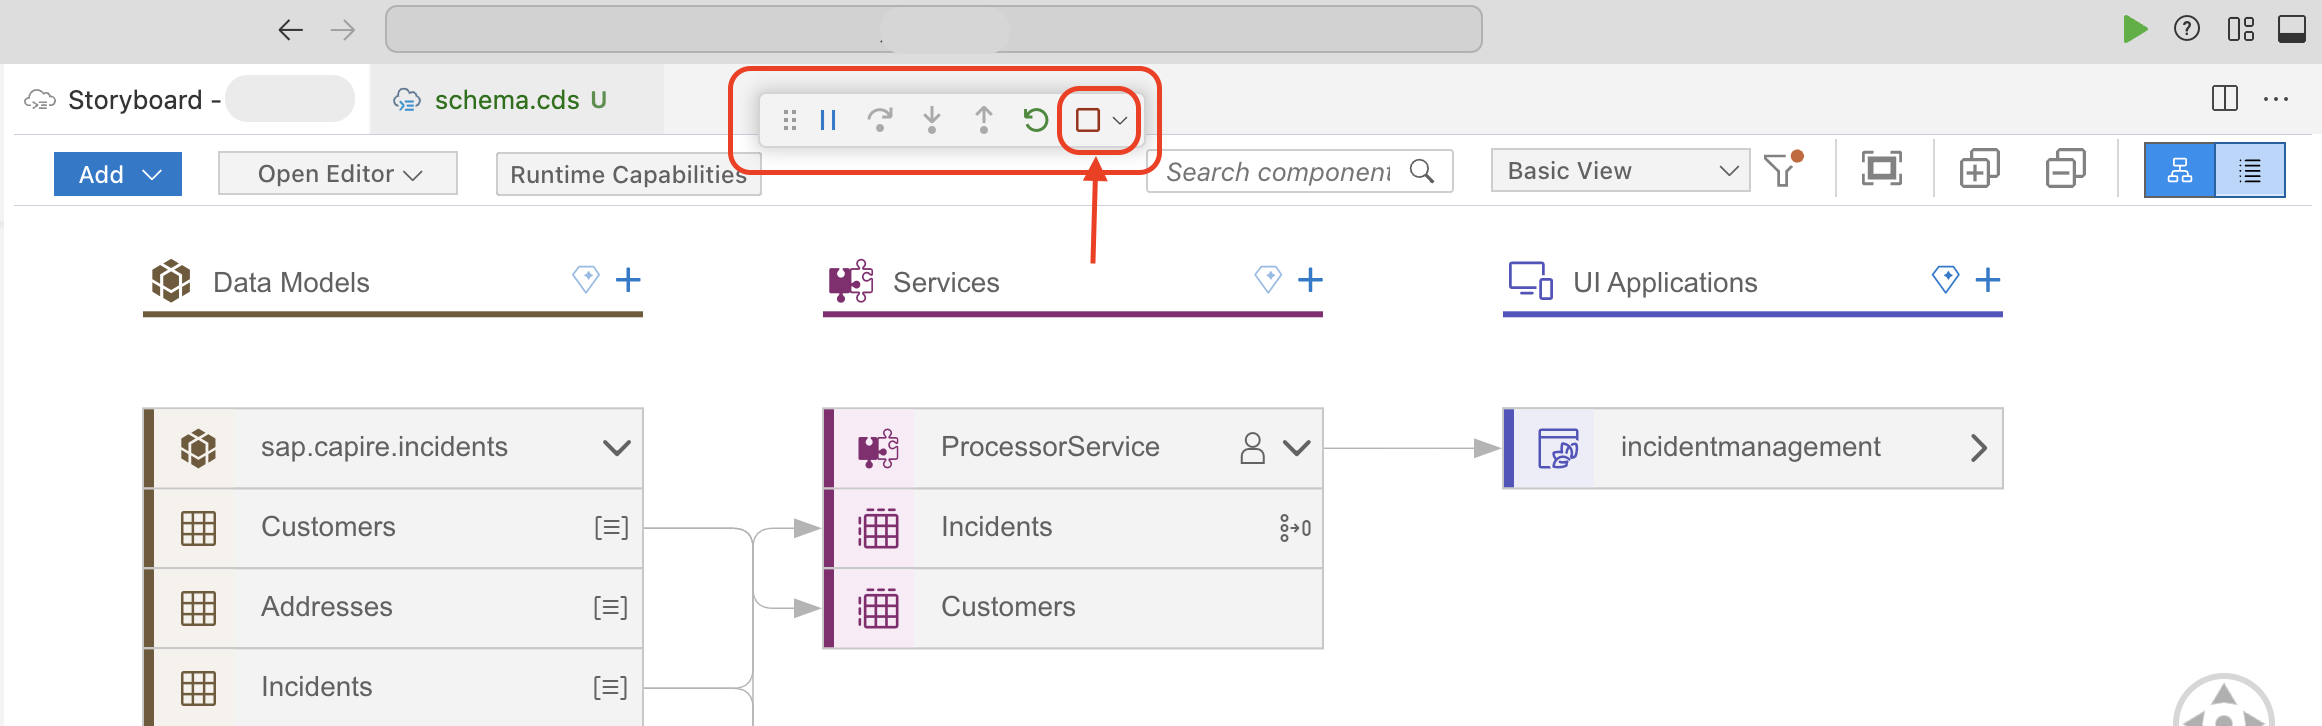 Storyboard -
schema.cds U
Add
Open Editor
Runtime Capabilities
Search component
Basic View
Data Models
Services
UI Applications
sap.capire.incidents
ProcessorService
incidentmanagement
Customers
Incidents
Addresses
Customers
Incidents